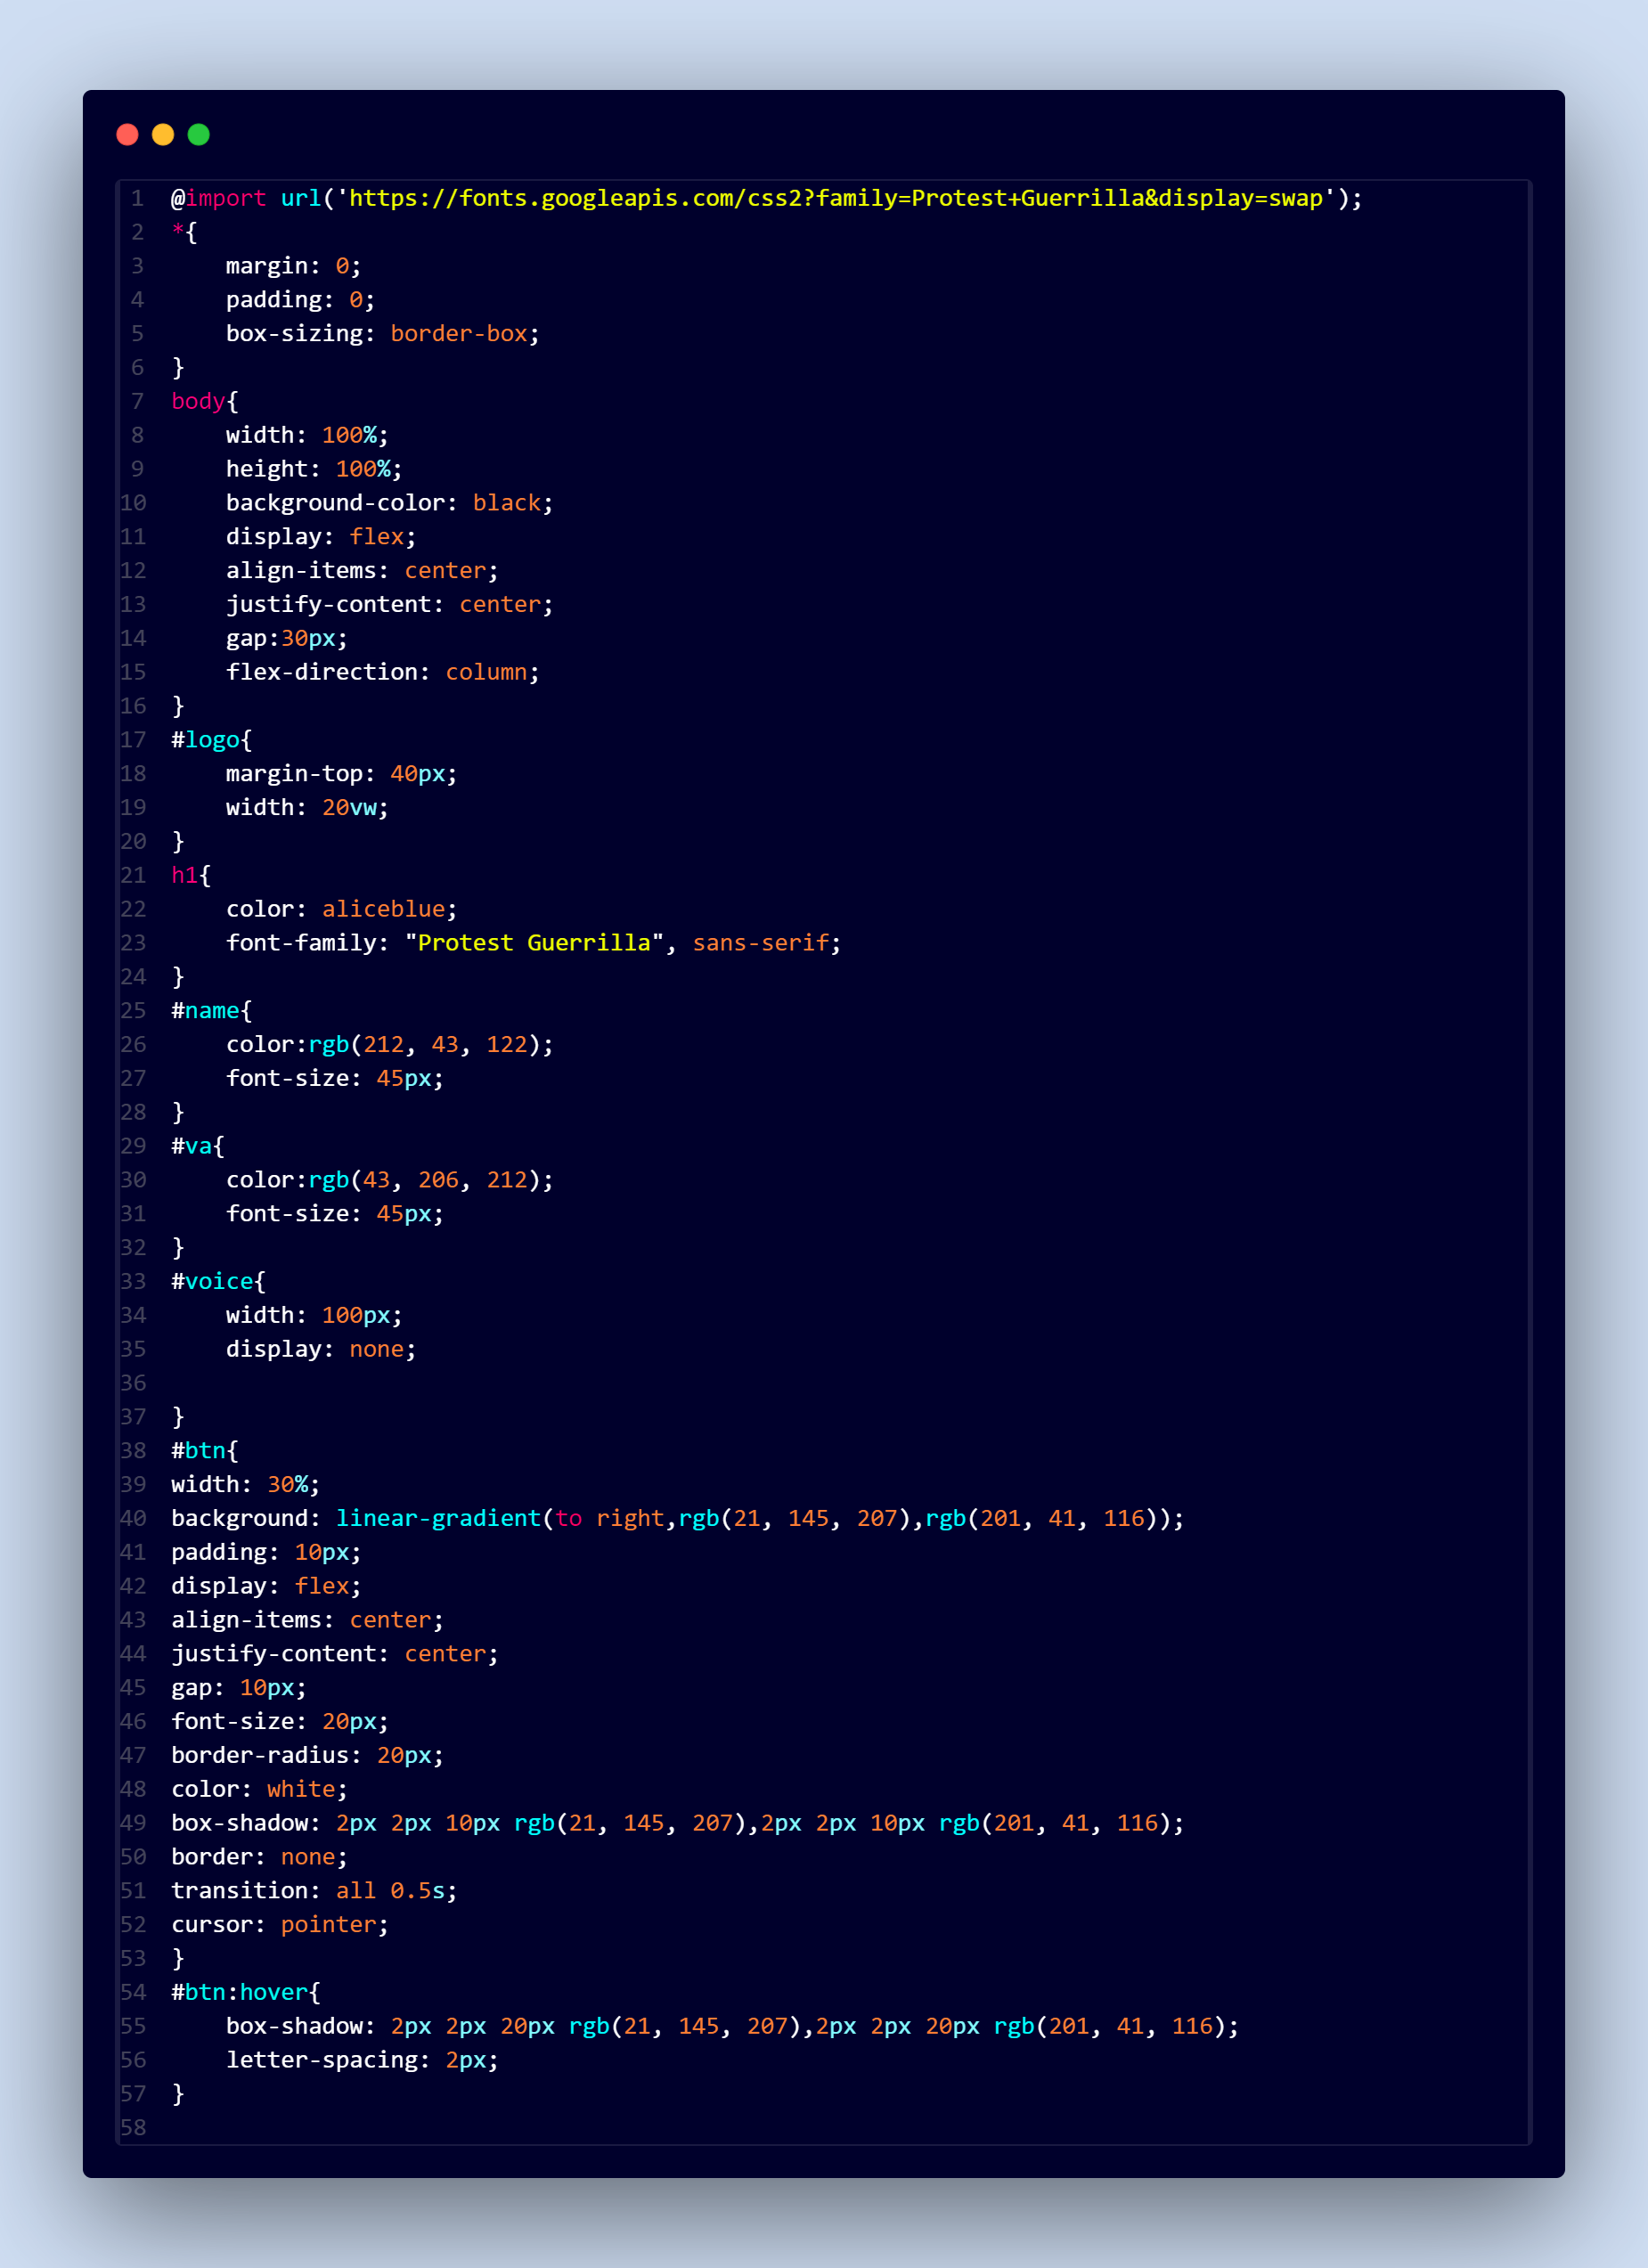 1 @import url('https://fonts.googleapis.com/css2?family=Protest+Guerrilla&display=swap');
2 *{
3     margin: 0;
4     padding: 0;
5     box-sizing: border-box;
6 }
7 body{
8     width: 100%;
9     height: 100%;
10     background-color: black;
11     display: flex;
12     align-items: center;
13     justify-content: center;
14     gap:30px;
15     flex-direction: column;
16 }
17 #logo{
18     margin-top: 40px;
19     width: 20vw;
20 }
21 h1{
22     color: aliceblue;
23     font-family: "Protest Guerrilla", sans-serif;
24 }
25 #name{
26     color:rgb(212, 43, 122);
27     font-size: 45px;
28 }
29 #va{
30     color:rgb(43, 206, 212);
31     font-size: 45px;
32 }
33 #voice{
34     width: 100px;
35     display: none;
36
37 }
38 #btn{
39 width: 30%;
40 background: linear-gradient(to right,rgb(21, 145, 207),rgb(201, 41, 116));
41 padding: 10px;
42 display: flex;
43 align-items: center;
44 justify-content: center;
45 gap: 10px;
46 font-size: 20px;
47 border-radius: 20px;
48 color: white;
49 box-shadow: 2px 2px 10px rgb(21, 145, 207),2px 2px 10px rgb(201, 41, 116);
50 border: none;
51 transition: all 0.5s;
52 cursor: pointer;
53 }
54 #btn:hover{
55     box-shadow: 2px 2px 20px rgb(21, 145, 207),2px 2px 20px rgb(201, 41, 116);
56     letter-spacing: 2px;
57 }
58